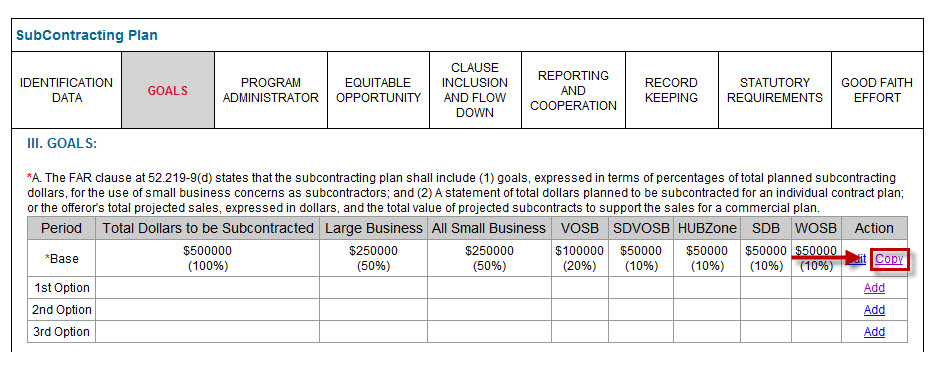 SubContracting Plan
IDENTIFICATION
DATA
GOALS
PROGRAM
ADMINISTRATOR
EQUITABLE
OPPORTUNITY
CLAUSE
INCLUSION
AND FLOW
DOWN
REPORTING
AND
COOPERATION
RECORD
KEEPING
STATUTORY
REQUIREMENTS
GOOD FAITH
EFFORT
III. GOALS:
*A. The FAR clause at 52.219-9(d) states that the subcontracting plan shall include (1) goals, expressed in terms of percentages of total planned subcontracting
dollars, for the use of small business concerns as subcontractors; and (2) A statement of total dollars planned to be subcontracted for an individual contract plan;
or the offeror's total projected sales, expressed in dollars, and the total value of projected subcontracts to support the sales for a commercial plan.
Period Total Dollars to be Subcontracted Large Business All Small Business VOSB SDVOSB HUBZone SDB WOSB Action
*Base $500000 $250000 $250000 $100000 $50000 $50000 $50000 $50000 Copy
(100%) (50%) (50%) (20%) (10%) (10%) (10%) (10%)
1st Option Add
2nd Option Add
3rd Option Add